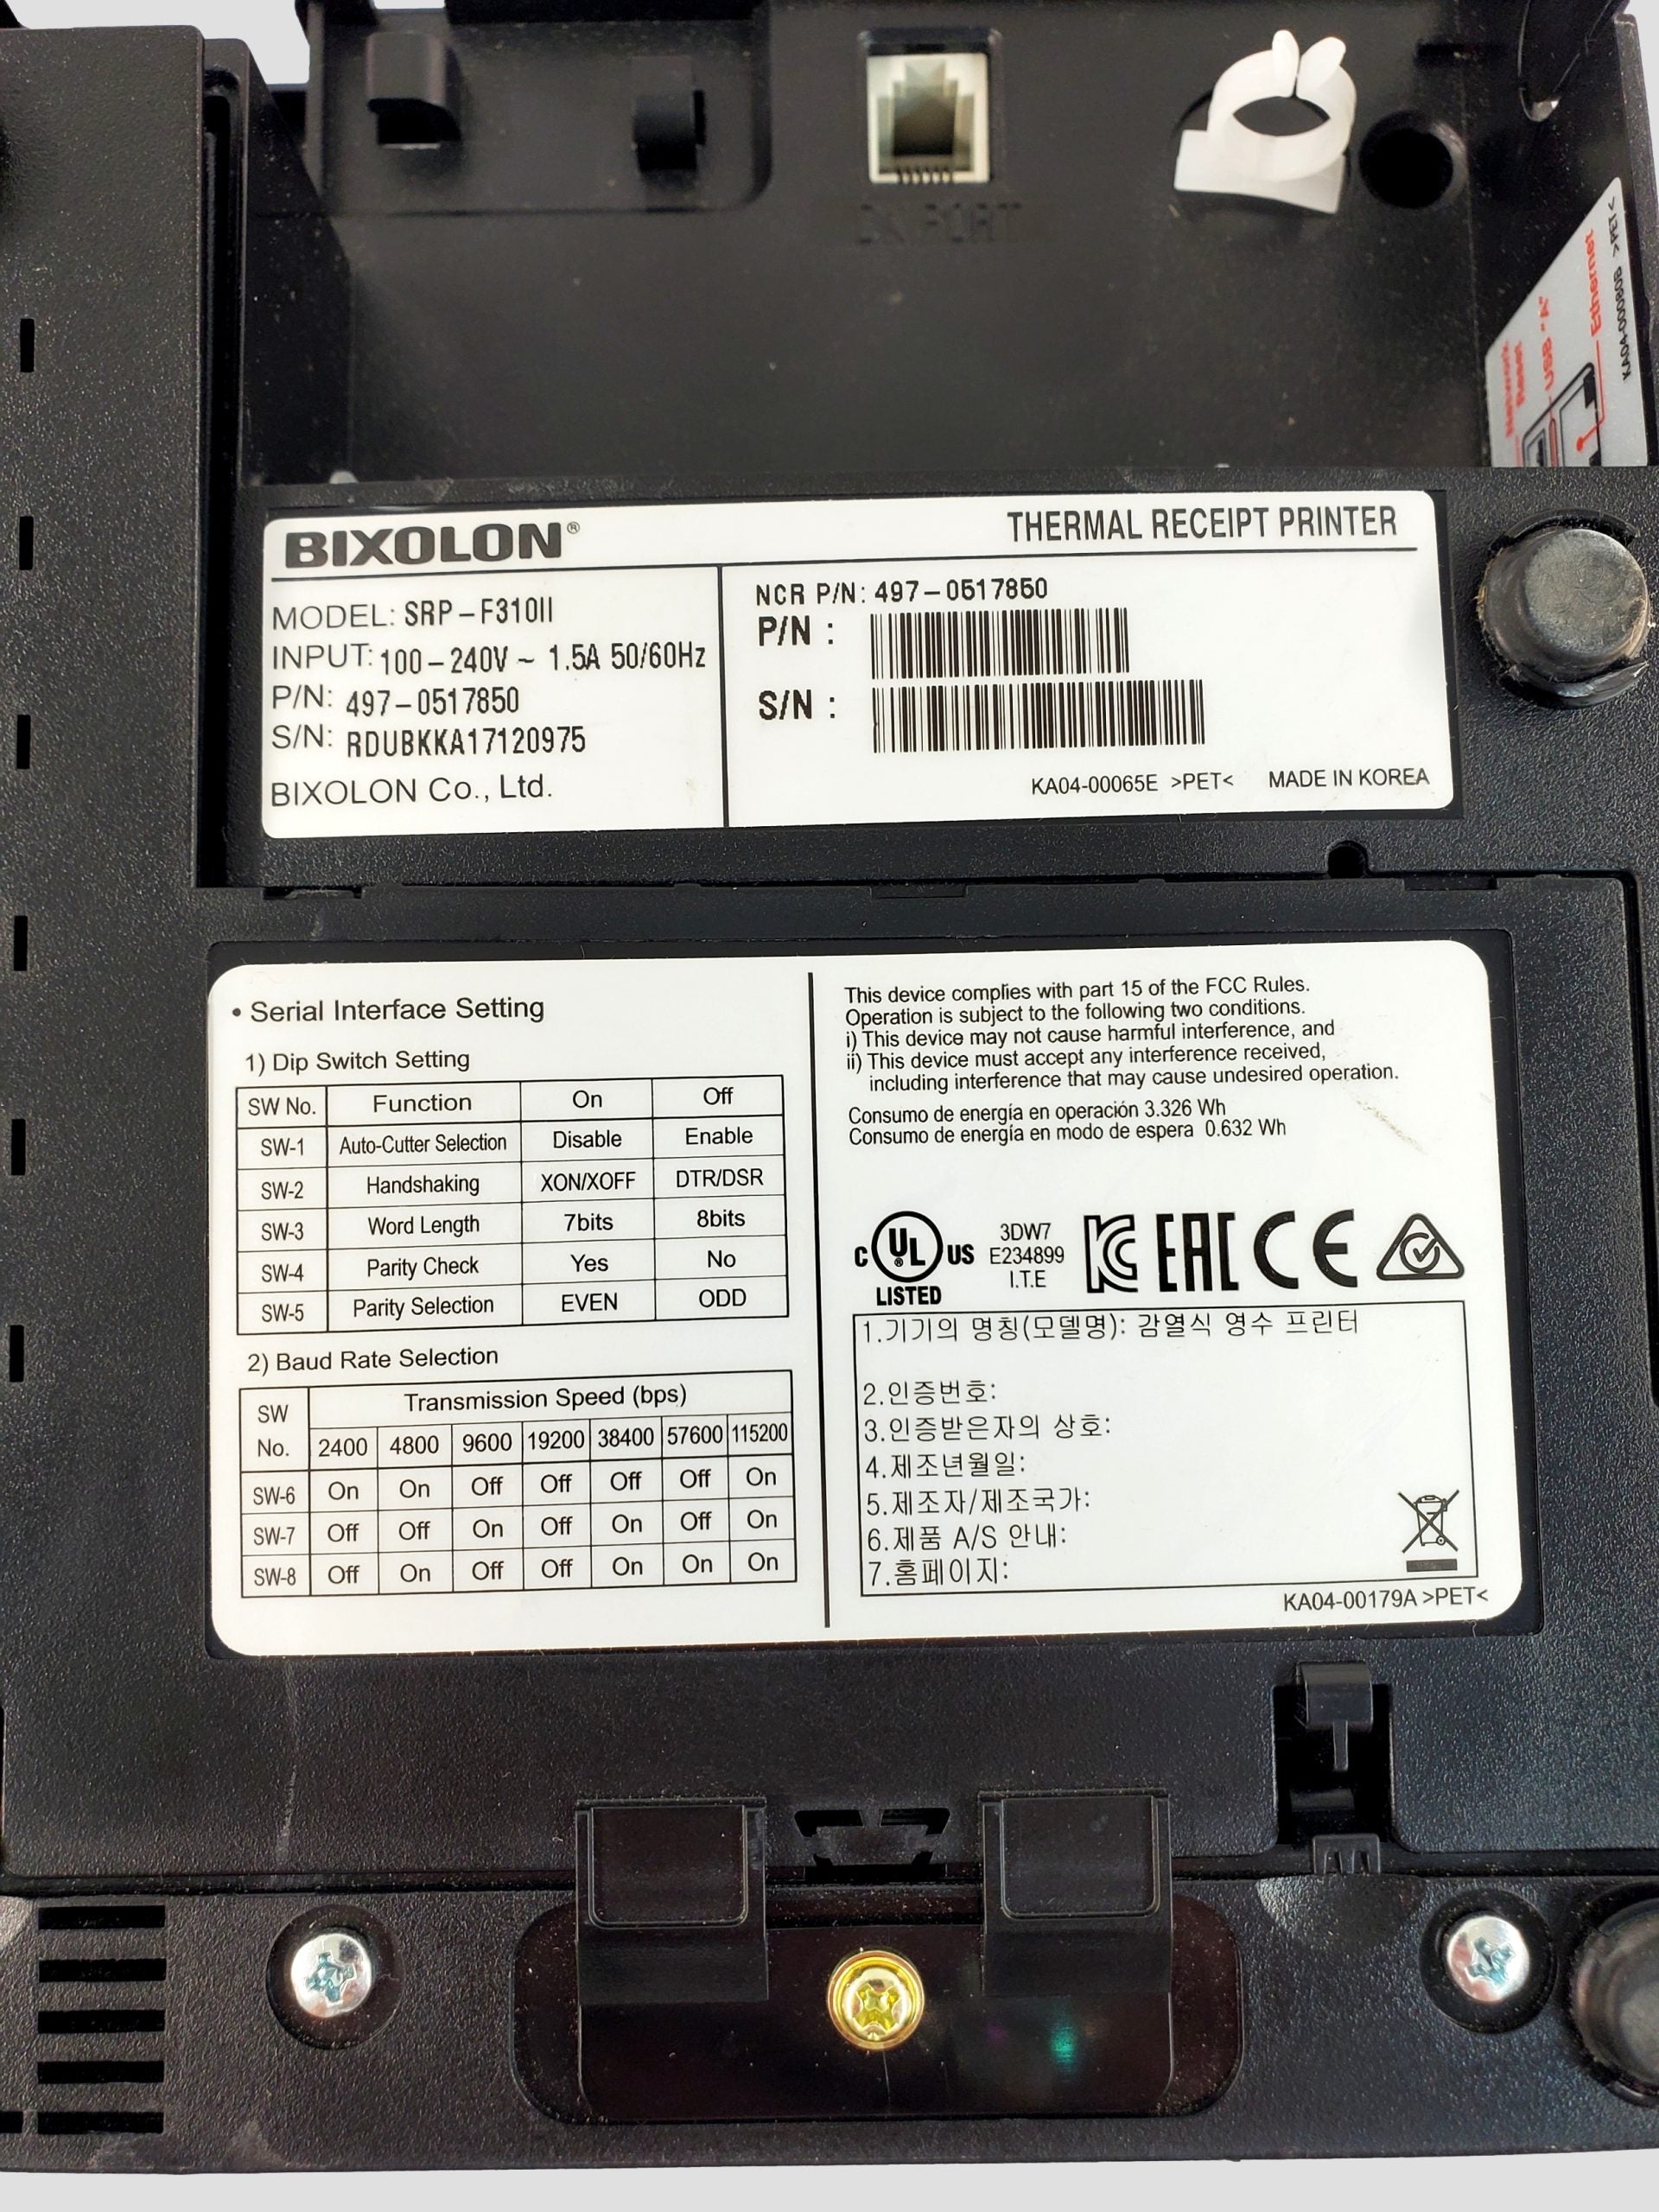 DK PORT
Network
Reset
USB "A"
Ethernet
KA04-00080B >PET<
BIXOLON®
THERMAL RECEIPT PRINTER
MODEL: SRP-F310II
INPUT: 100-240V ~ 1.5A 50/60Hz
P/N: 497-0517850
S/N: RDUBKKA17120975
BIXOLON Co., Ltd.
NCR P/N: 497-0517850
P/N :
S/N :
KA04-00065E >PET< MADE IN KOREA
• Serial Interface Setting
1) Dip Switch Setting
SW No. Function On Off
SW-1 Auto-Cutter Selection Disable Enable
SW-2 Handshaking XON/XOFF DTR/DSR
SW-3 Word Length 7bits 8bits
SW-4 Parity Check Yes No
SW-5 Parity Selection EVEN ODD
2) Baud Rate Selection
SW No. Transmission Speed (bps)
2400 4800 9600 19200 38400 57600 115200
SW-6 On On Off Off Off Off On
SW-7 Off Off On Off On Off On
SW-8 Off On Off Off On On On
This device complies with part 15 of the FCC Rules.
Operation is subject to the following two conditions.
i) This device may not cause harmful interference, and
ii) This device must accept any interference received,
including interference that may cause undesired operation.
Consumo de energía en operación 3.326 Wh
Consumo de energía en modo de espera 0.632 Wh
C UL® US
LISTED
3DW7
E234899
I.T.E
KC EAC CE
1.기기의 명칭(모델명): 감열식 영수 프린터
2.인증번호:
3.인증받은자의 상호:
4.제조년월일:
5.제조자/제조국가:
6.제품 A/S 안내:
7.홈페이지:
KA04-00179A >PET<